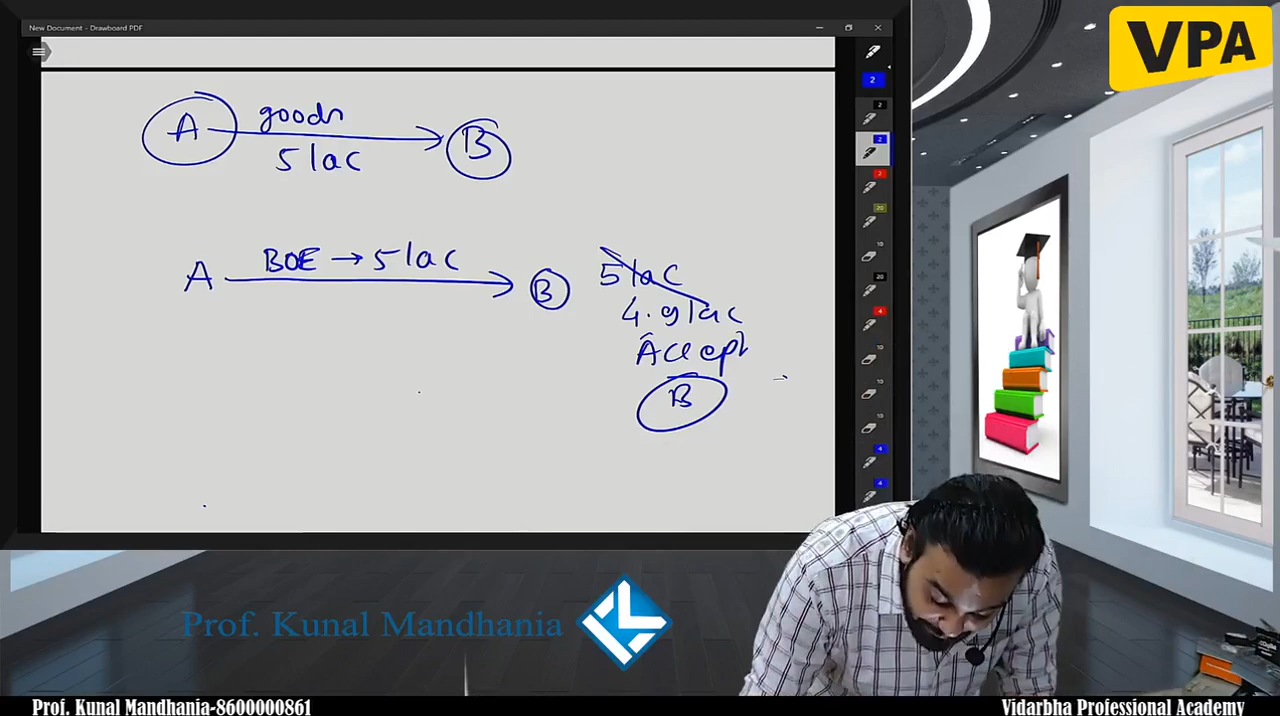 New Document - Drawboard PDF
VPA
A goods B
5 lac
A BOE → 5 lac B
5 lac
4.9 lac
Accept
B
Prof. Kunal Mandhania
Prof. Kunal Mandhania-8600000861
Vidarbha Professional Academy